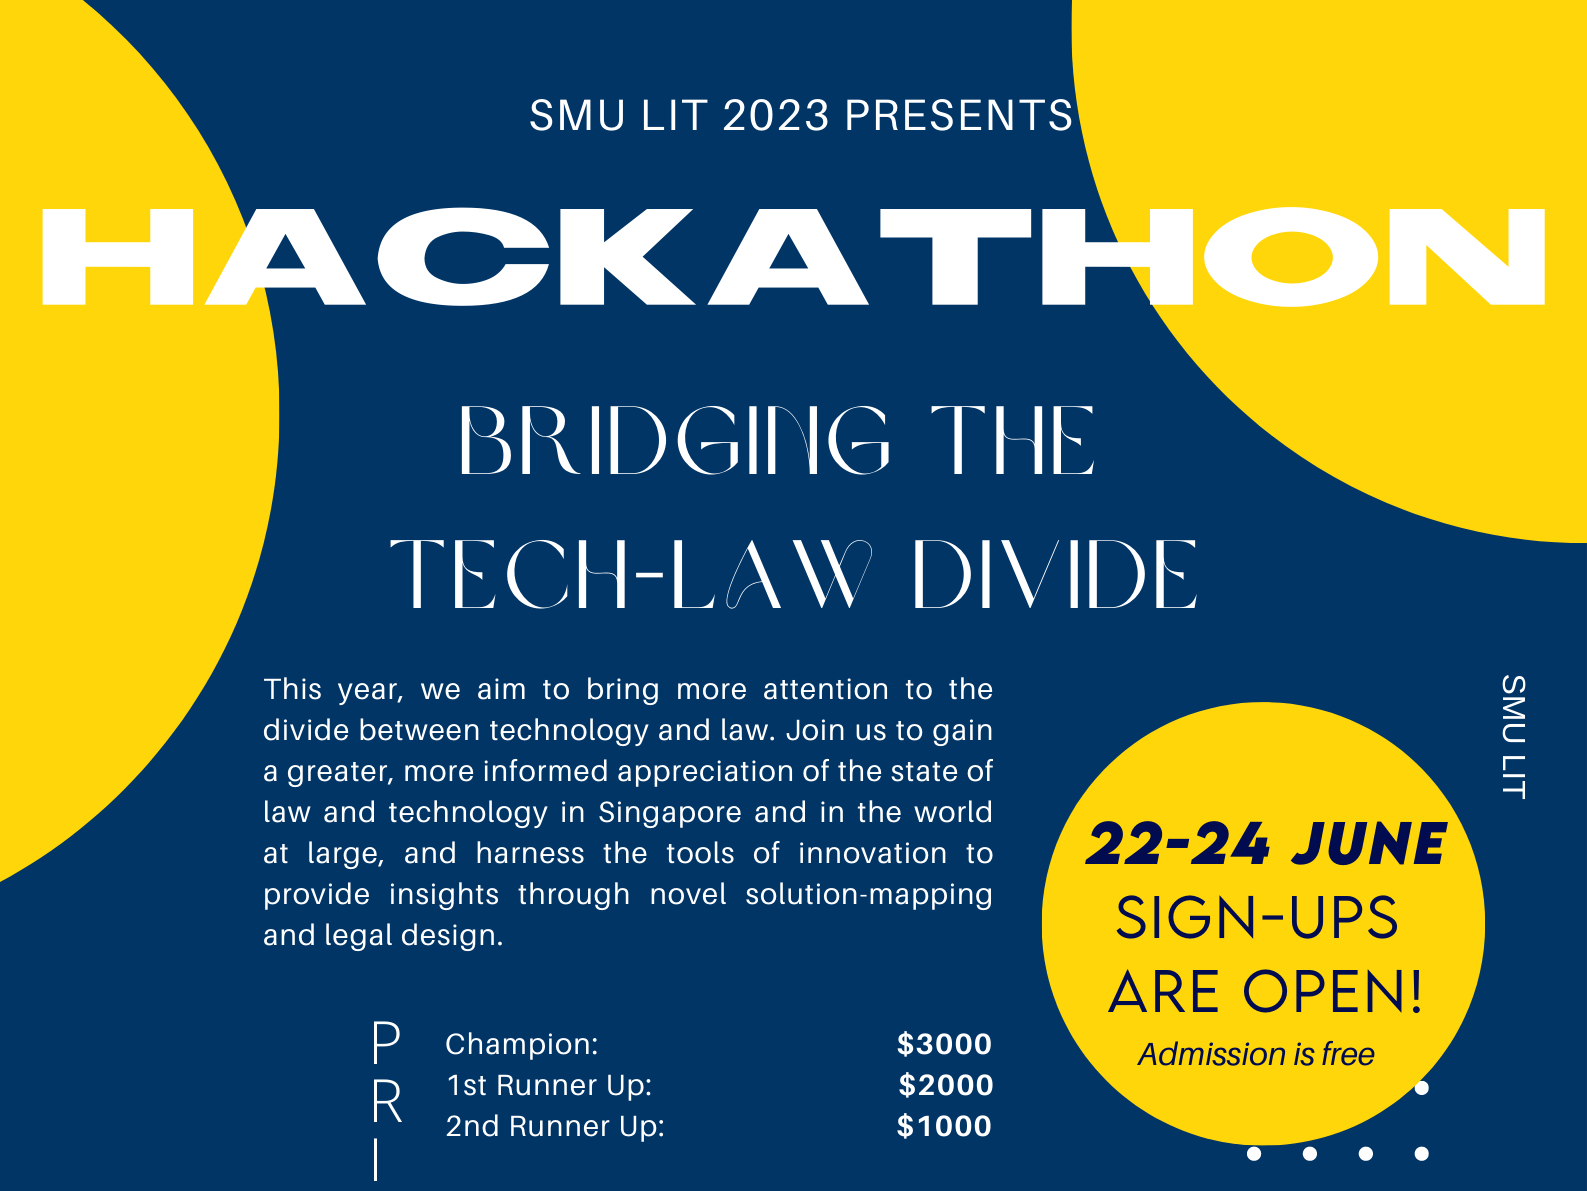 SMU LIT 2023 PRESENTS
HACKATHON
BRIDGING THE
TECH-LAW DIVIDE
This year, we aim to bring more attention to the
divide between technology and law. Join us to gain
a greater, more informed appreciation of the state of
law and technology in Singapore and in the world
at large, and harness the tools of innovation to
provide insights through novel solution-mapping
and legal design.
SMU LIT
22-24 JUNE
SIGN-UPS
ARE OPEN!
Admission is free
P
R
I
Champion: $3000
1st Runner Up: $2000
2nd Runner Up: $1000